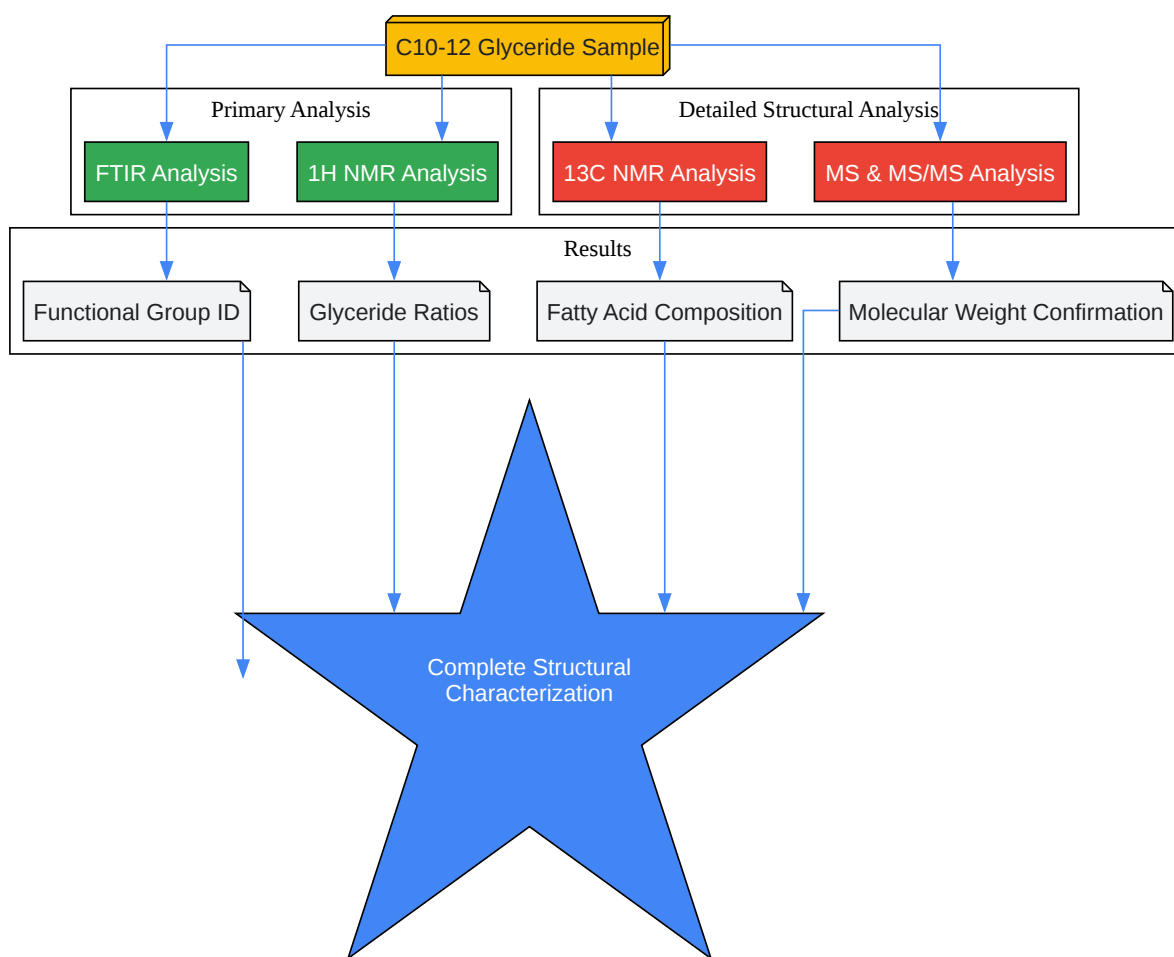 C10-12 Glyceride Sample
Primary Analysis
Detailed Structural Analysis
FTIR Analysis
1H NMR Analysis
13C NMR Analysis
MS & MS/MS Analysis
Results
Functional Group ID
Glyceride Ratios
Fatty Acid Composition
Molecular Weight Confirmation
Complete Structural
Characterization